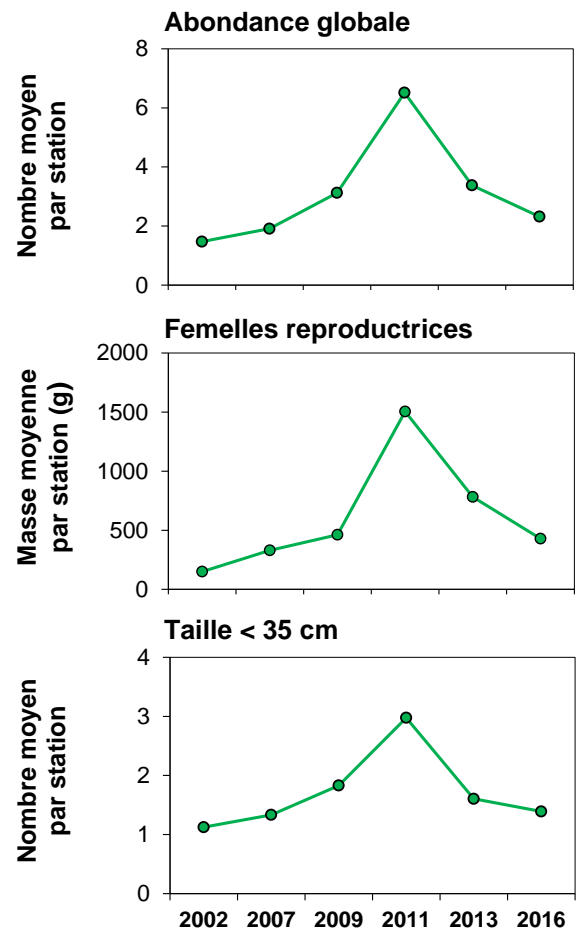 Abondance globale
Nombre moyen
par station
8
6
4
2
0
Femelles reproductrices
Masse moyenne
par station (g)
2000
1500
1000
500
0
Taille < 35 cm
Nombre moyen
par station
4
3
2
1
0
2002 2007 2009 2011 2013 2016